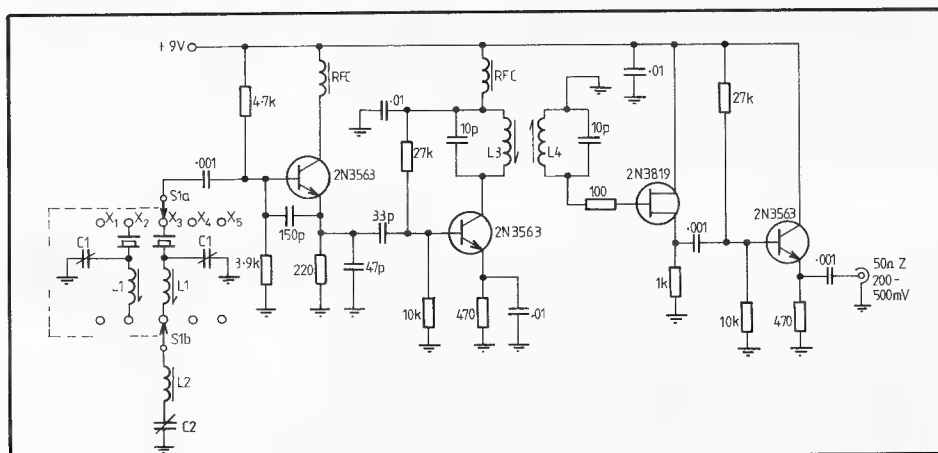 + 9V
RFC
RFC
·01
4·7k
·01
10p
10p
27k
27k
L3
L4
·001
2N3563
2N3819
2N3563
S1a
100
X1 X2 X3 X4 X5
150p
33p
2N3563
·001
·001
50Ω Z
200-
500mV
C1
C1
3·9k
220
47p
1k
L1
L1
10k
470
·01
10k
470
S1b
L2
C2